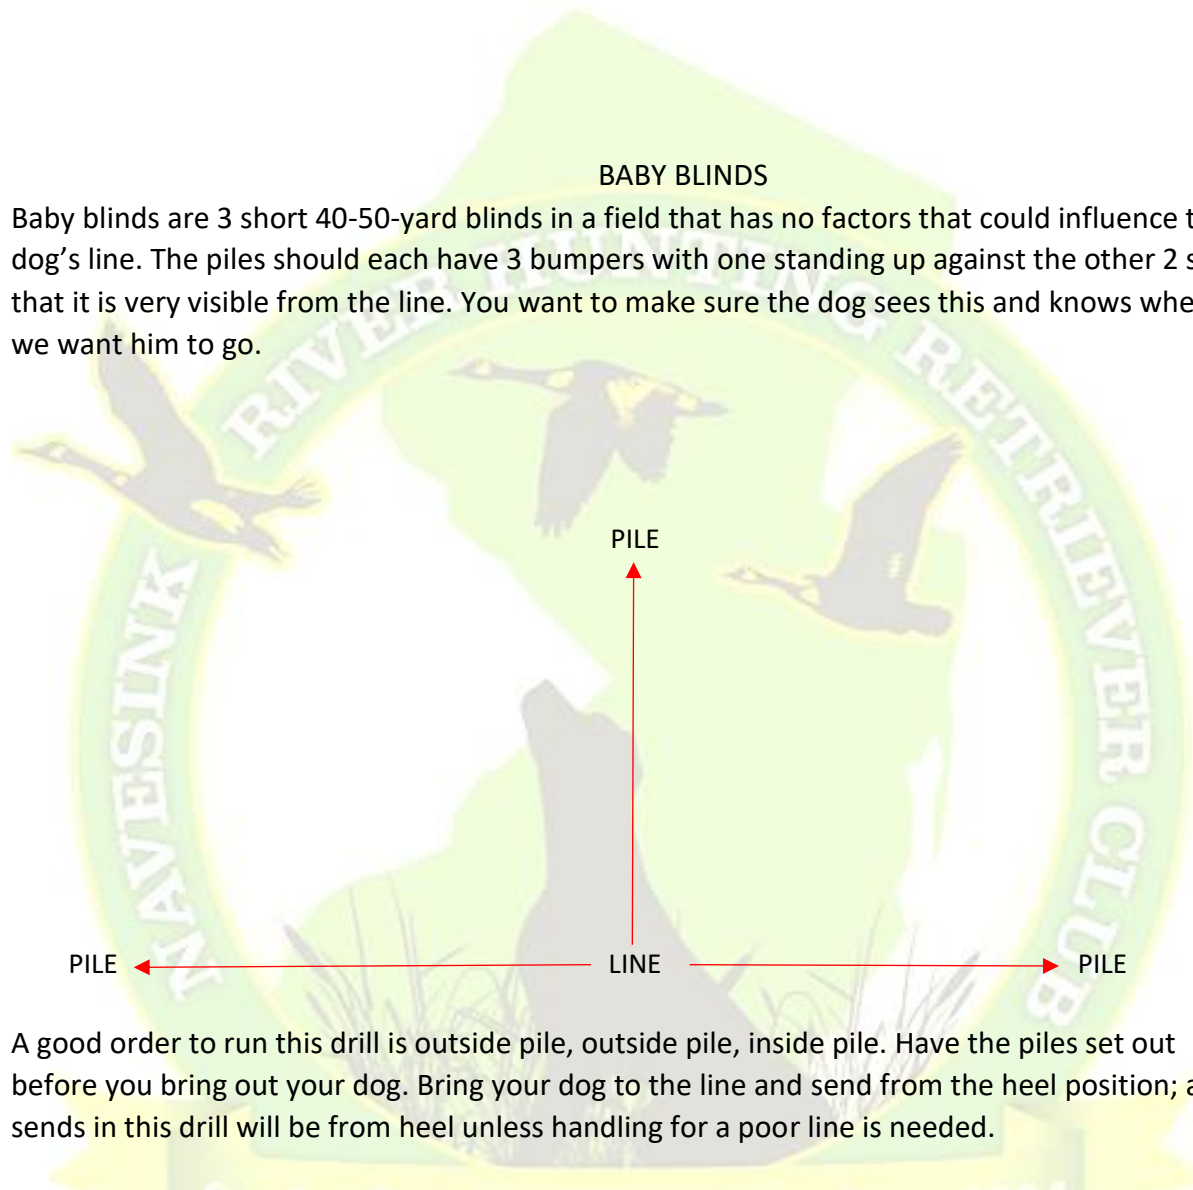 BABY BLINDS
Baby blinds are 3 short 40-50-yard blinds in a field that has no factors that could influence t
dog’s line. The piles should each have 3 bumpers with one standing up against the other 2 s
that it is very visible from the line. You want to make sure the dog sees this and knows whe
we want him to go.
NAVESINK RIVER HUNTING RETRIEVER CLUB
PILE
PILE LINE PILE
A good order to run this drill is outside pile, outside pile, inside pile. Have the piles set out
before you bring out your dog. Bring your dog to the line and send from the heel position; a
sends in this drill will be from heel unless handling for a poor line is needed.